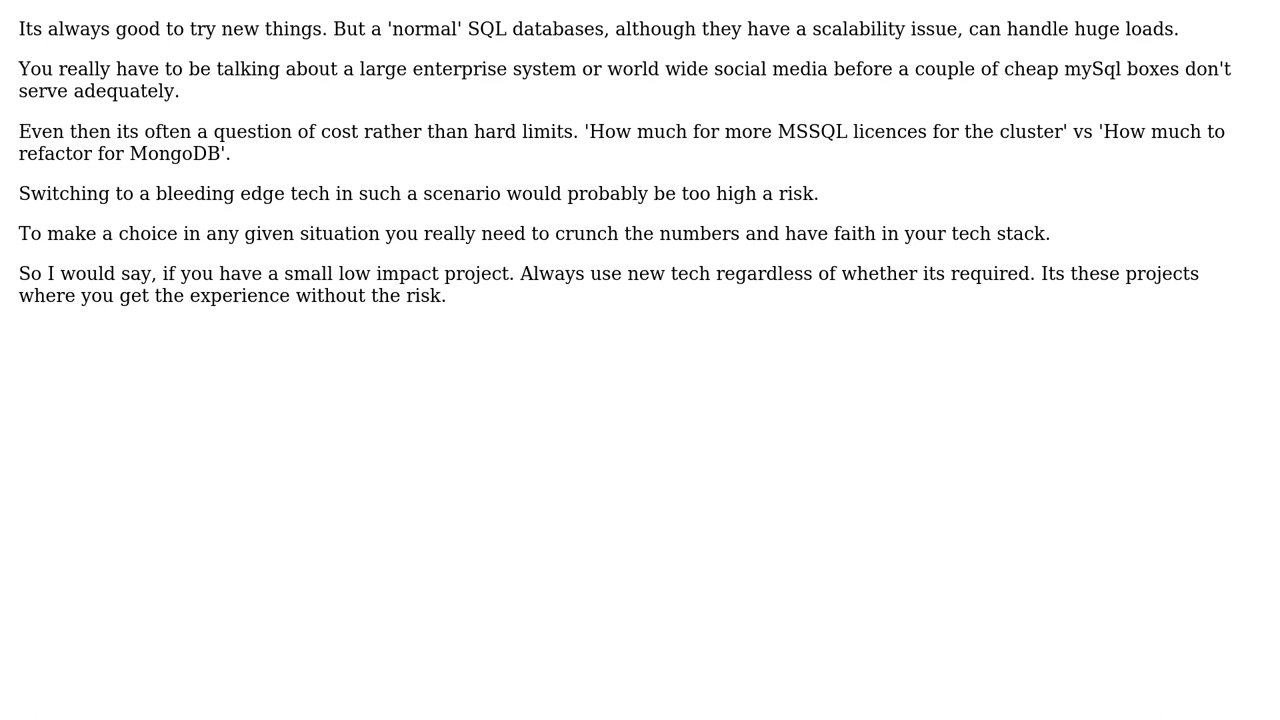 Its always good to try new things. But a 'normal' SQL databases, although they have a scalability issue, can handle huge loads.
You really have to be talking about a large enterprise system or world wide social media before a couple of cheap mySql boxes don't
serve adequately.
Even then its often a question of cost rather than hard limits. 'How much for more MSSQL licences for the cluster' vs 'How much to
refactor for MongoDB'.
Switching to a bleeding edge tech in such a scenario would probably be too high a risk.
To make a choice in any given situation you really need to crunch the numbers and have faith in your tech stack.
So I would say, if you have a small low impact project. Always use new tech regardless of whether its required. Its these projects
where you get the experience without the risk.